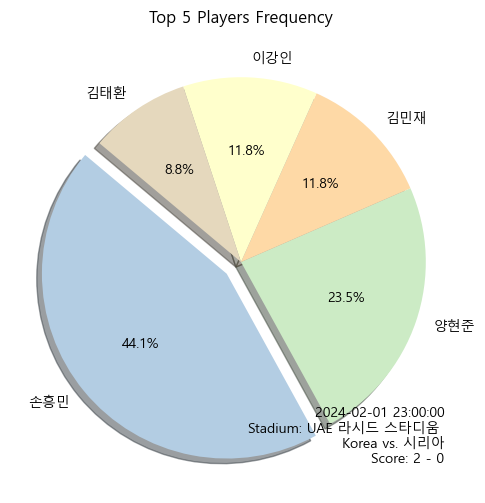 Top 5 Players Frequency
이강인
김태환
김민재
11.8%
8.8%
11.8%
23.5%
양현준
44.1%
손흥민
2024-02-01 23:00:00
Stadium: UAE 라시드 스타디움
Korea vs. 시리아
Score: 2 - 0